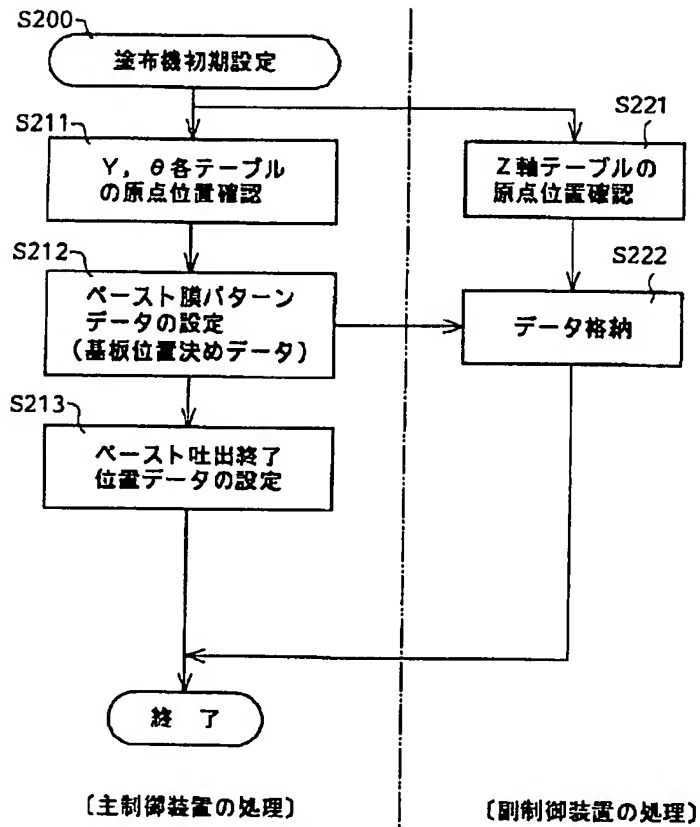 S200
塗布機初期設定
S211
Y，θ各テーブル
の原点位置確認
S221
Z軸テーブルの
原点位置確認
S212
ペースト膜パターン
データの設定
(基板位置決めデータ)
S222
データ格納
S213
ペースト吐出終了
位置データの設定
終 了
〔主制御装置の処理〕
〔副制御装置の処理〕